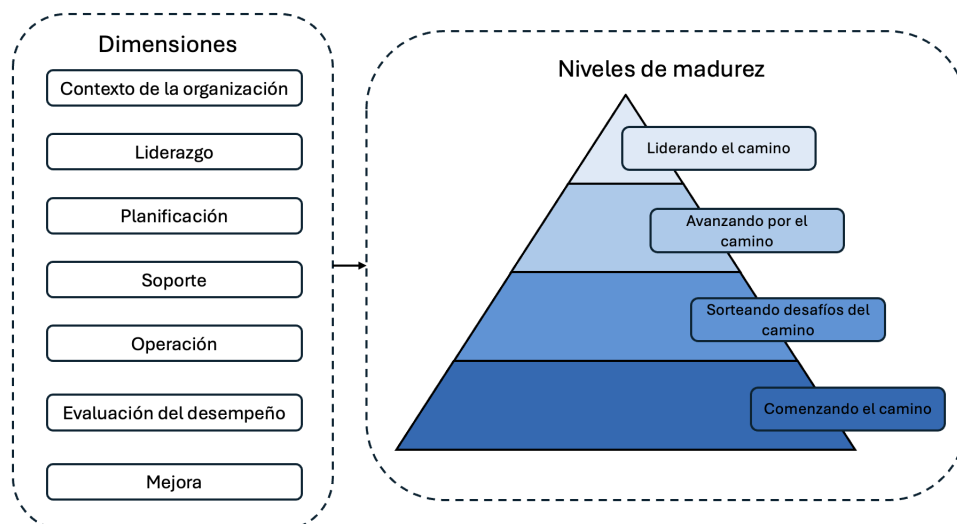 Dimensiones
Contexto de la organización
Liderazgo
Planificación
Soporte
Operación
Evaluación del desempeño
Mejora
Niveles de madurez
Liderando el camino
Avanzando por el
camino
Sorteando desafíos del
camino
Comenzando el camino